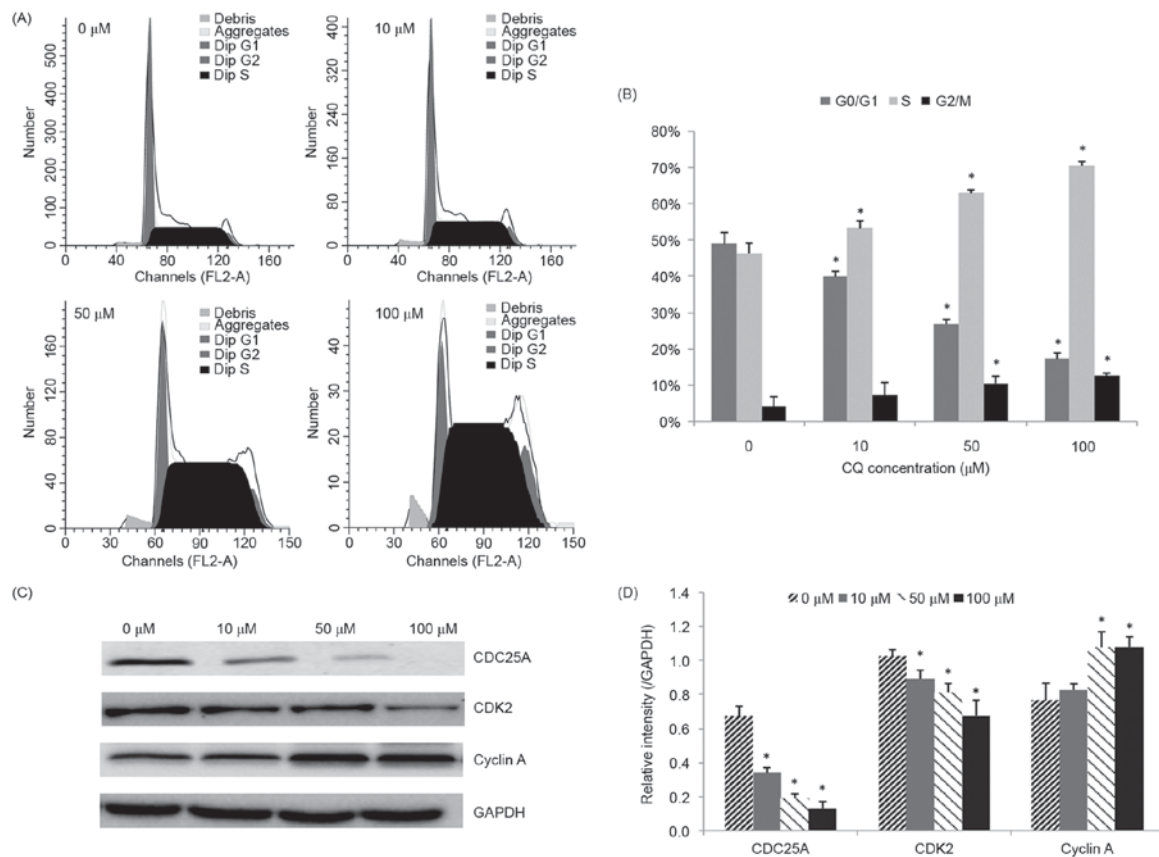 (A)
0 μM
Debris
Aggregates
Dip G1
Dip G2
Dip S
Number
0 100 200 300 400 500
0 40 80 120 160
Channels (FL2-A)
10 μM
Debris
Aggregates
Dip G1
Dip G2
Dip S
Number
0 80 160 240 320 400
0 40 80 120 160
Channels (FL2-A)
50 μM
Debris
Aggregates
Dip G1
Dip G2
Dip S
Number
0 40 80 120 160
0 30 60 90 120 150
Channels (FL2-A)
100 μM
Debris
Aggregates
Dip G1
Dip G2
Dip S
Number
0 10 20 30 40
0 30 60 90 120 150
Channels (FL2-A)
(B)
G0/G1 S G2/M
80%
70%
60%
50%
40%
30%
20%
10%
0%
* * * * * * * *
0 10 50 100
CQ concentration (μM)
(C)
0 μM 10 μM 50 μM 100 μM
CDC25A
CDK2
Cyclin A
GAPDH
(D)
0 μM 10 μM 50 μM 100 μM
Relative intensity (/GAPDH)
1.4
1.2
1.0
0.8
0.6
0.4
0.2
0.0
* * * * * * * *
CDC25A CDK2 Cyclin A